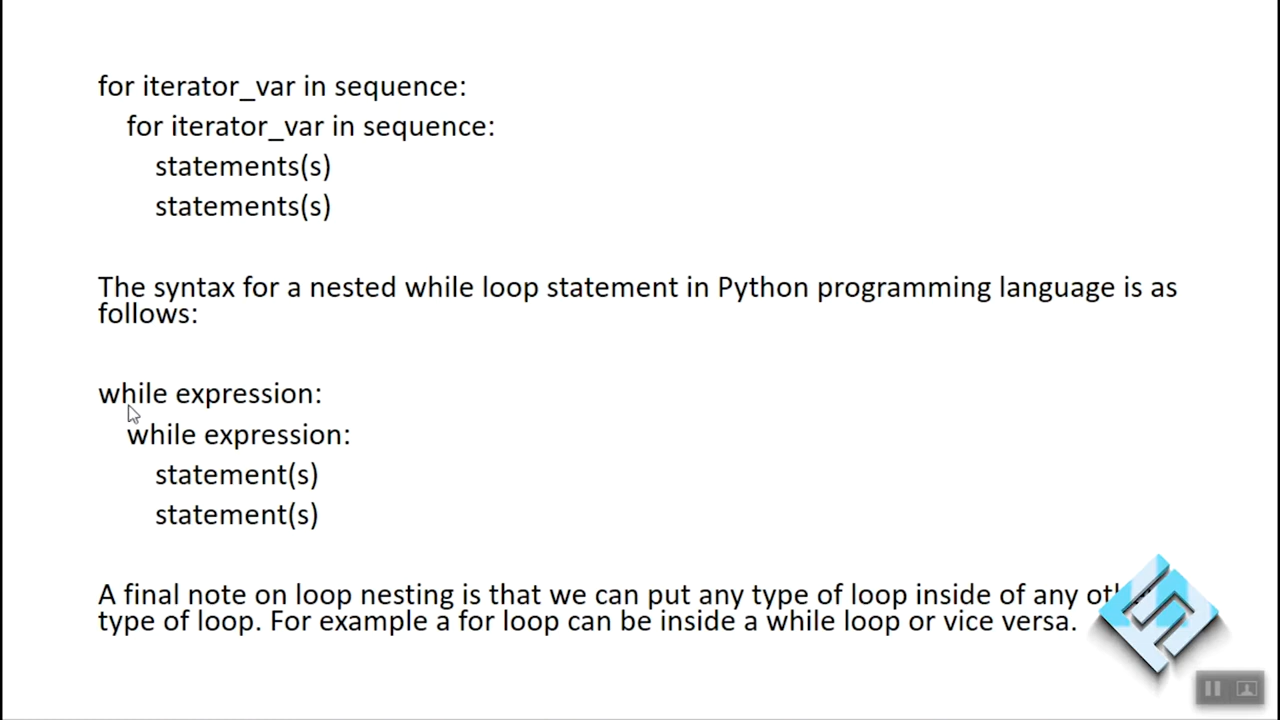 for iterator_var in sequence:
for iterator_var in sequence:
statements(s)
statements(s)
The syntax for a nested while loop statement in Python programming language is as
follows:
while expression:
while expression:
statement(s)
statement(s)
A final note on loop nesting is that we can put any type of loop inside of any
type of loop. For example a for loop can be inside a while loop or vice versa.